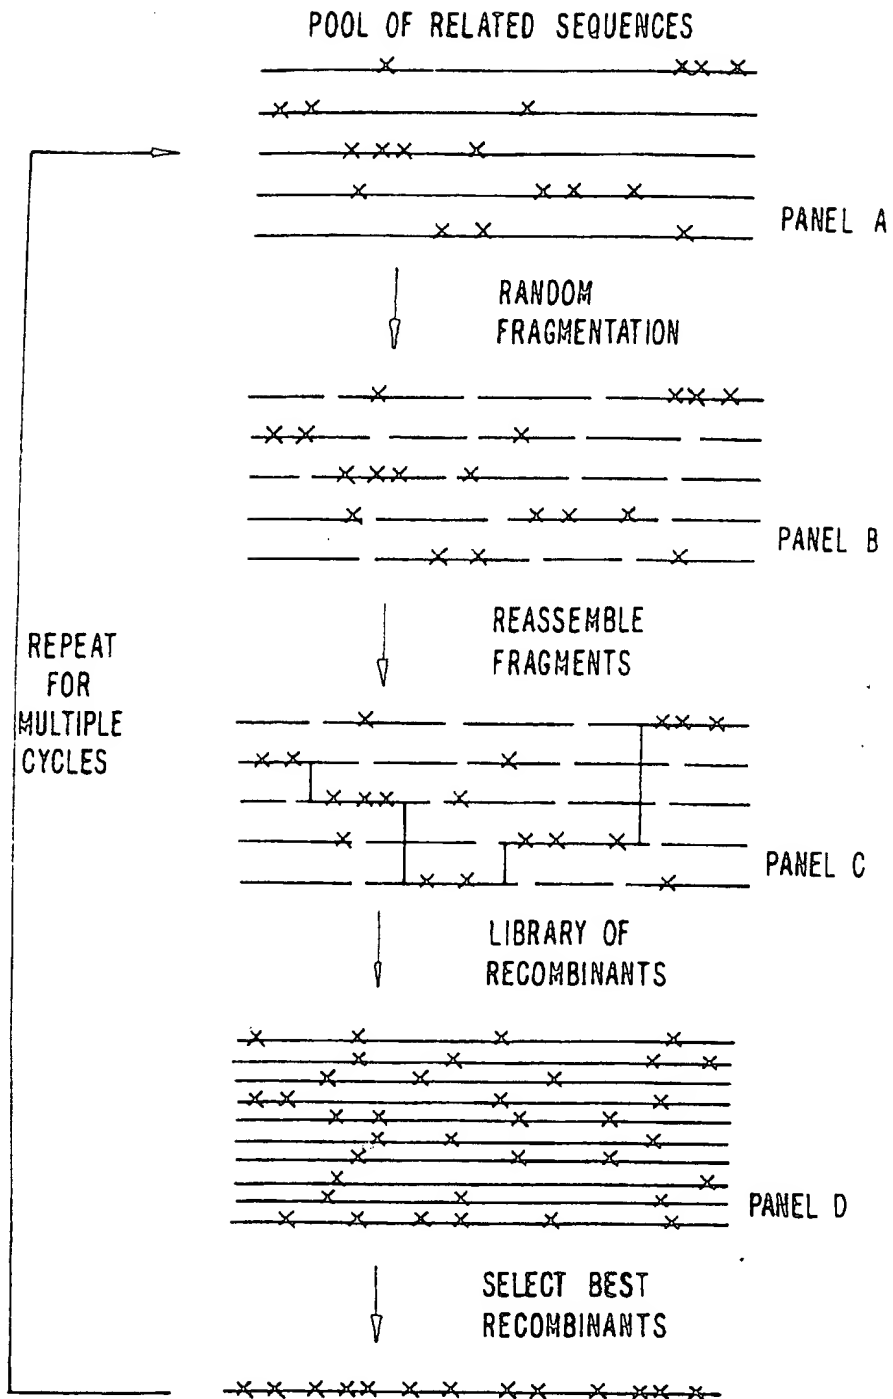 POOL OF RELATED SEQUENCES
PANEL A
RANDOM
FRAGMENTATION
PANEL B
REASSEMBLE
FRAGMENTS
REPEAT
FOR
MULTIPLE
CYCLES
PANEL C
LIBRARY OF
RECOMBINANTS
PANEL D
SELECT BEST
RECOMBINANTS